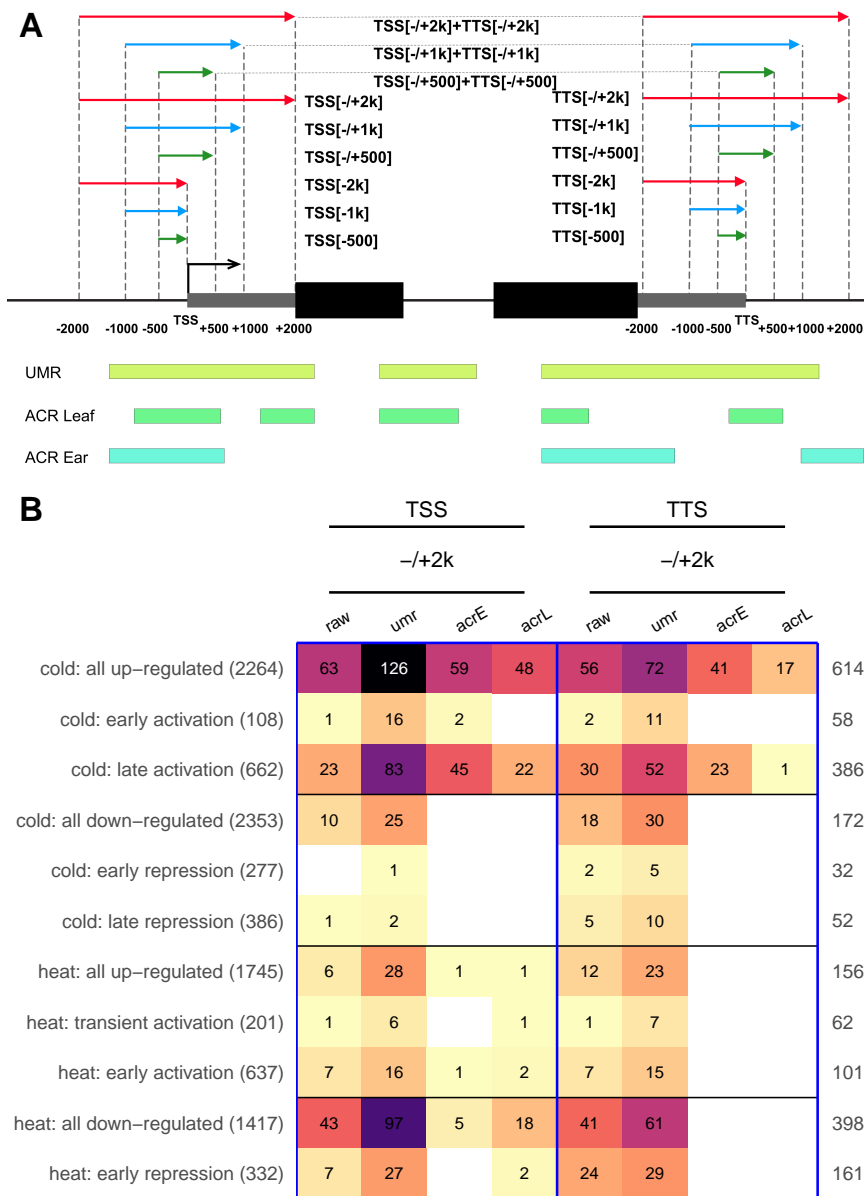 A
TSS[-/+2k]+TTS[-/+2k]
TSS[-/+1k]+TTS[-/+1k]
TSS[-/+500]+TTS[-/+500]
TSS[-/+2k] TTS[-/+2k]
TSS[-/+1k] TTS[-/+1k]
TSS[-/+500] TTS[-/+500]
TSS[-2k] TTS[-2k]
TSS[-1k] TTS[-1k]
TSS[-500] TTS[-500]
-2000 -1000 -500 TSS +500 +1000 +2000 -2000 -1000 -500 TTS +500 +1000 +2000
UMR
ACR Leaf
ACR Ear
B
TSS TTS
−/+2k −/+2k
raw umr acrE acrL raw umr acrE acrL
cold: all up−regulated (2264) 63 126 59 48 56 72 41 17 614
cold: early activation (108) 1 16 2 2 11 58
cold: late activation (662) 23 83 45 22 30 52 23 1 386
cold: all down−regulated (2353) 10 25 18 30 172
cold: early repression (277) 1 2 5 32
cold: late repression (386) 1 2 5 10 52
heat: all up−regulated (1745) 6 28 1 1 12 23 156
heat: transient activation (201) 1 6 1 1 7 62
heat: early activation (637) 7 16 1 2 7 15 101
heat: all down−regulated (1417) 43 97 5 18 41 61 398
heat: early repression (332) 7 27 2 24 29 161